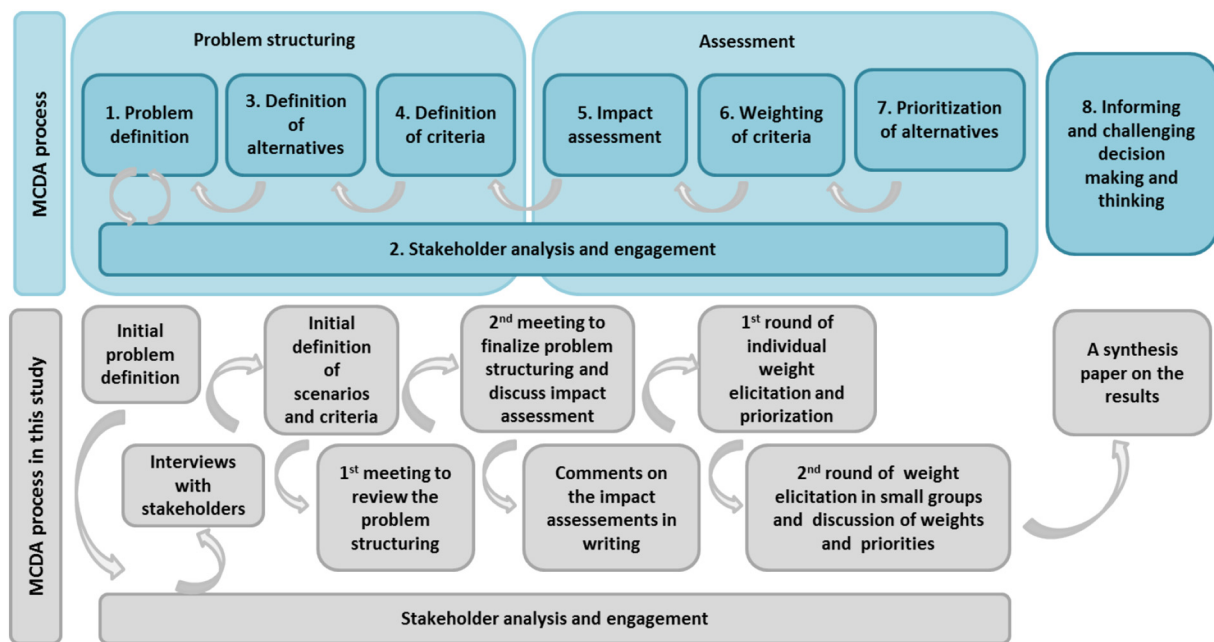 MCDA process
Problem structuring
Assessment
1. Problem
definition
3. Definition
of
alternatives
4. Definition
of criteria
5. Impact
assessment
6. Weighting
of criteria
7. Prioritization
of alternatives
8. Informing
and challenging
decision
making and
thinking
2. Stakeholder analysis and engagement
MCDA process in this study
Initial
problem
definition
Interviews
with
stakeholders
Initial
definition
of
scenarios
and criteria
1st meeting to
review the
problem
structuring
2nd meeting to
finalize problem
structuring and
discuss impact
assessment
Comments on
the impact
assessements in
writing
1st round of
individual
weight
elicitation and
priorization
2nd round of weight
elicitation in small groups
and discussion of weights
and priorities
A synthesis
paper on the
results
Stakeholder analysis and engagement